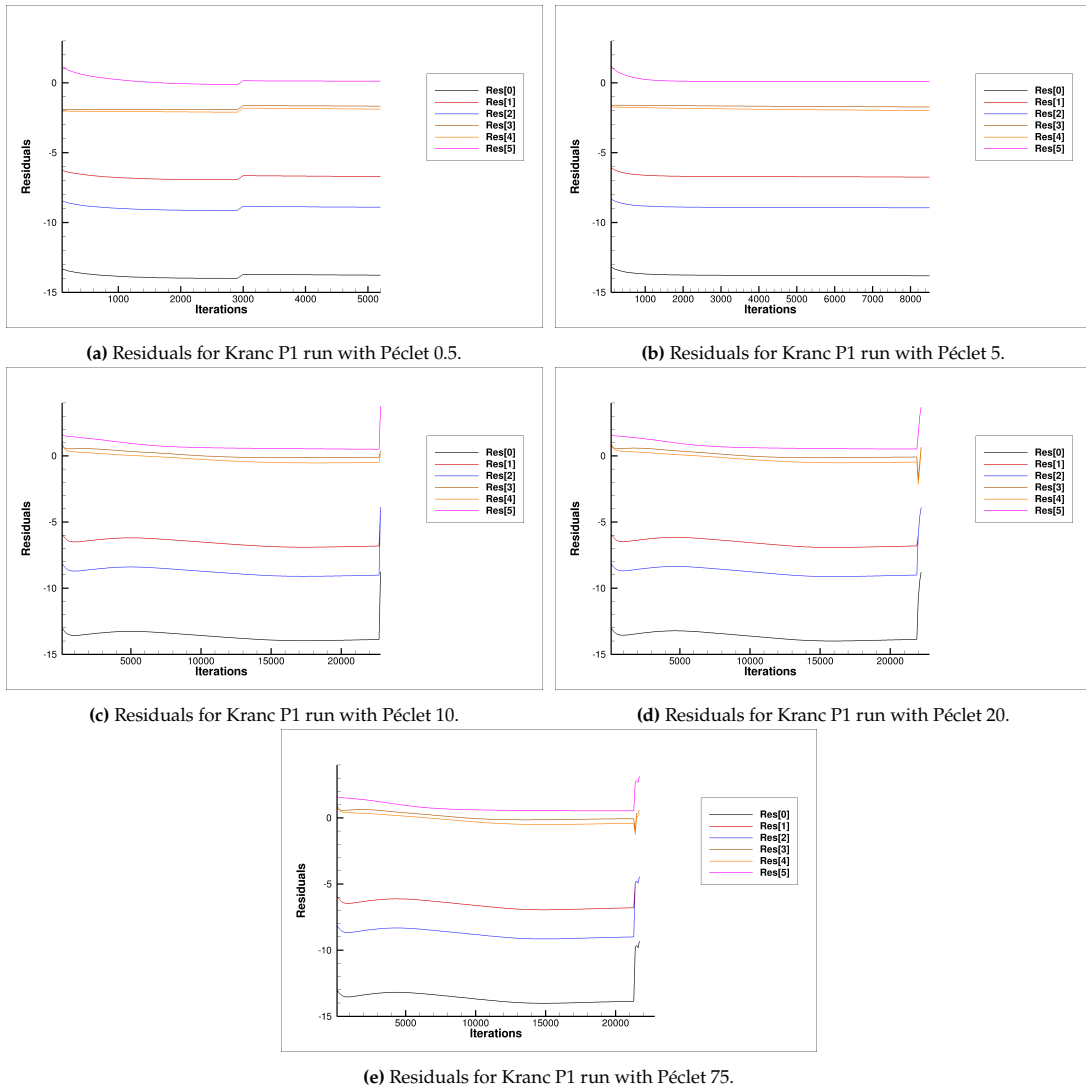 0
-5
-10
-15
Residuals
1000 2000 3000 4000 5000
Iterations
Res[0]
Res[1]
Res[2]
Res[3]
Res[4]
Res[5]
(a) Residuals for Kranc P1 run with Péclet 0.5.
0
-5
-10
-15
Residuals
1000 2000 3000 4000 5000 6000 7000 8000
Iterations
Res[0]
Res[1]
Res[2]
Res[3]
Res[4]
Res[5]
(b) Residuals for Kranc P1 run with Péclet 5.
0
-5
-10
-15
Residuals
5000 10000 15000 20000
Iterations
Res[0]
Res[1]
Res[2]
Res[3]
Res[4]
Res[5]
(c) Residuals for Kranc P1 run with Péclet 10.
0
-5
-10
-15
Residuals
5000 10000 15000 20000
Iterations
Res[0]
Res[1]
Res[2]
Res[3]
Res[4]
Res[5]
(d) Residuals for Kranc P1 run with Péclet 20.
0
-5
-10
-15
Residuals
5000 10000 15000 20000
Iterations
Res[0]
Res[1]
Res[2]
Res[3]
Res[4]
Res[5]
(e) Residuals for Kranc P1 run with Péclet 75.